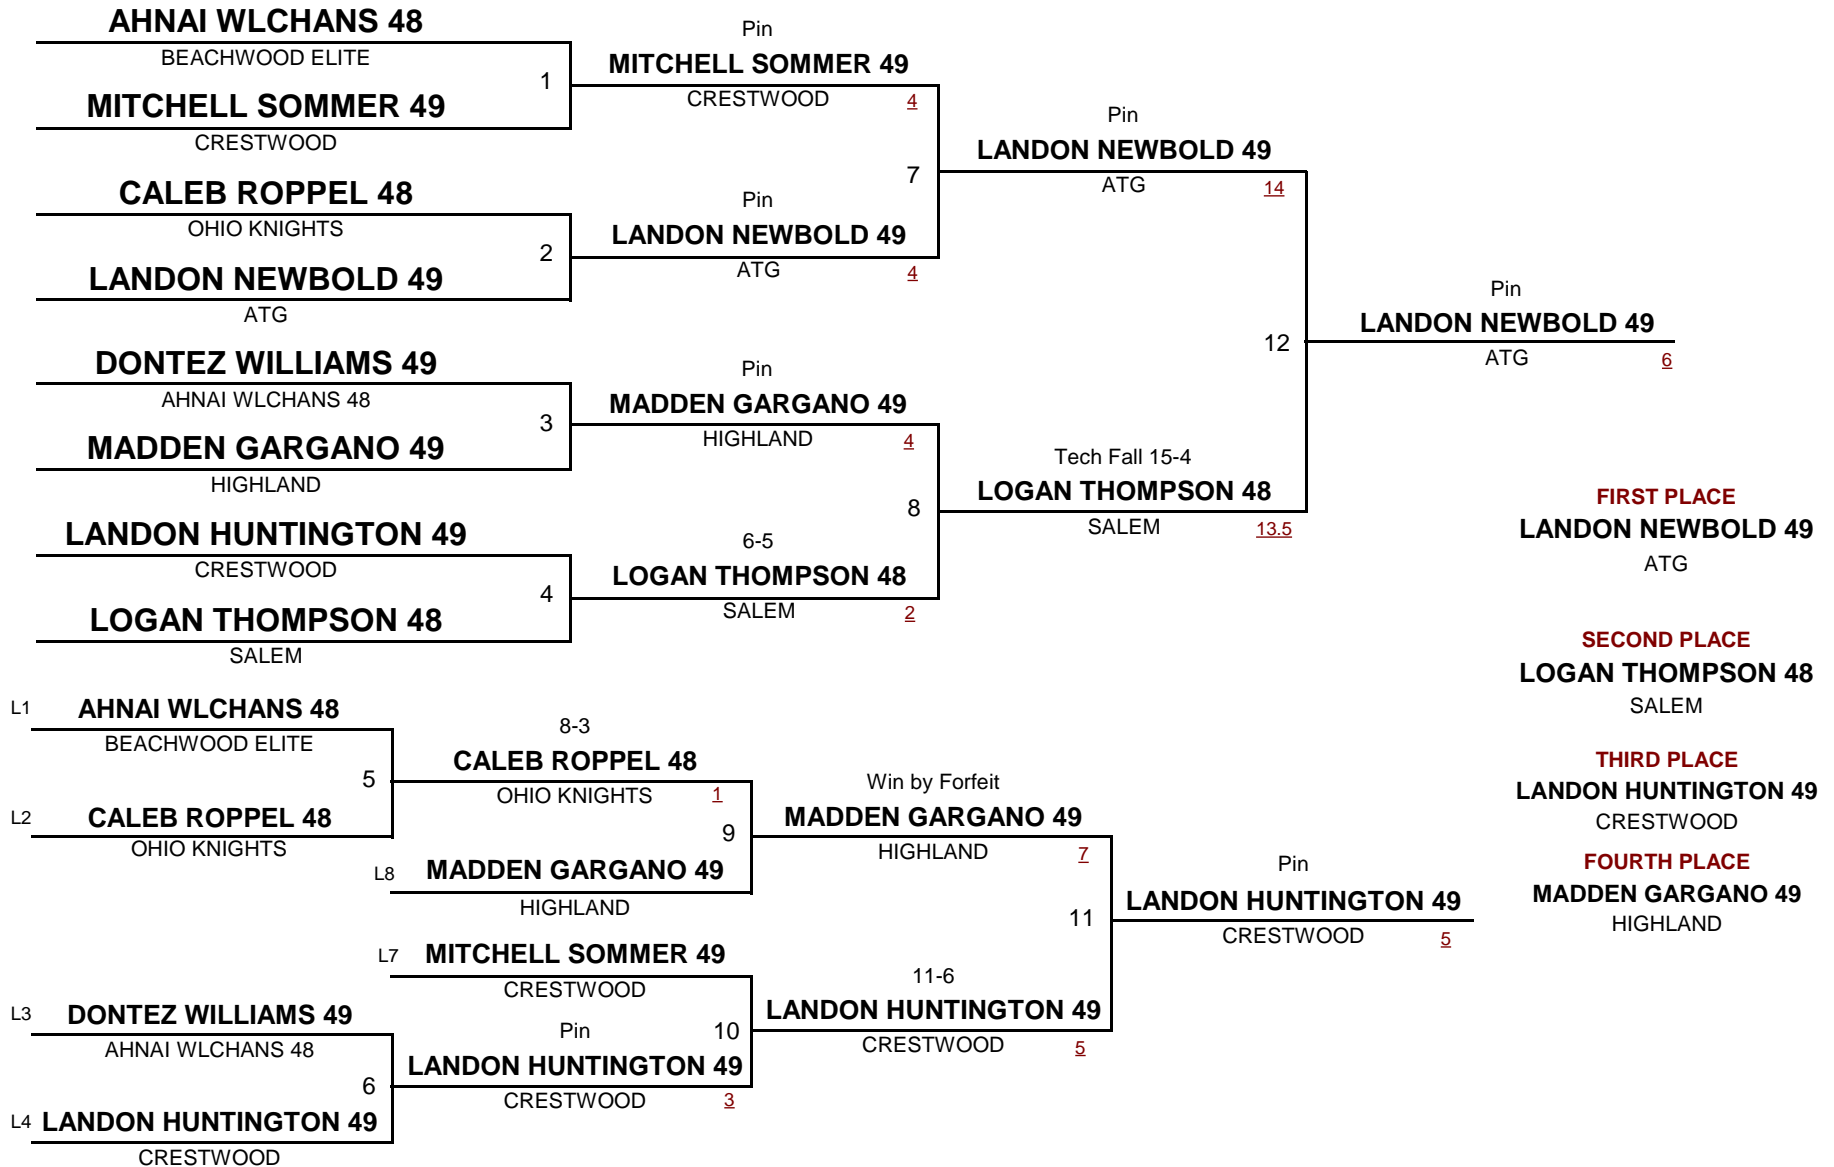 AHNAI WLCHANS 48
BEACHWOOD ELITE
1
MITCHELL SOMMER 49
CRESTWOOD
CALEB ROPPEL 48
OHIO KNIGHTS
2
LANDON NEWBOLD 49
ATG
DONTEZ WILLIAMS 49
AHNAI WLCHANS 48
3
MADDEN GARGANO 49
HIGHLAND
LANDON HUNTINGTON 49
CRESTWOOD
4
LOGAN THOMPSON 48
SALEM
Pin
MITCHELL SOMMER 49
CRESTWOOD 4
7
Pin
LANDON NEWBOLD 49
ATG 4
Pin
MADDEN GARGANO 49
HIGHLAND 4
8
6-5
LOGAN THOMPSON 48
SALEM 2
Pin
LANDON NEWBOLD 49
ATG 14
12
Tech Fall 15-4
LOGAN THOMPSON 48
SALEM 13.5
Pin
LANDON NEWBOLD 49
ATG 6
FIRST PLACE
LANDON NEWBOLD 49
ATG
SECOND PLACE
LOGAN THOMPSON 48
SALEM
THIRD PLACE
LANDON HUNTINGTON 49
CRESTWOOD
FOURTH PLACE
MADDEN GARGANO 49
HIGHLAND
L1 AHNAI WLCHANS 48
BEACHWOOD ELITE
5
L2 CALEB ROPPEL 48
OHIO KNIGHTS
8-3
CALEB ROPPEL 48
OHIO KNIGHTS 1
9
L8 MADDEN GARGANO 49
HIGHLAND
L7 MITCHELL SOMMER 49
CRESTWOOD
10
L3 DONTEZ WILLIAMS 49
AHNAI WLCHANS 48
6
L4 LANDON HUNTINGTON 49
CRESTWOOD
Pin
LANDON HUNTINGTON 49
CRESTWOOD 3
Win by Forfeit
MADDEN GARGANO 49
HIGHLAND 7
11
11-6
LANDON HUNTINGTON 49
CRESTWOOD 5
Pin
LANDON HUNTINGTON 49
CRESTWOOD 5